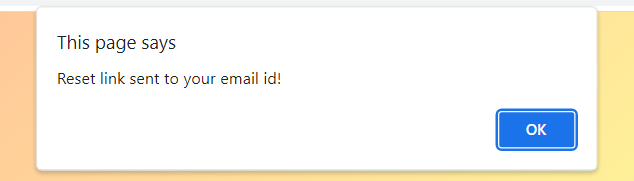 This page says
Reset link sent to your email id!
OK